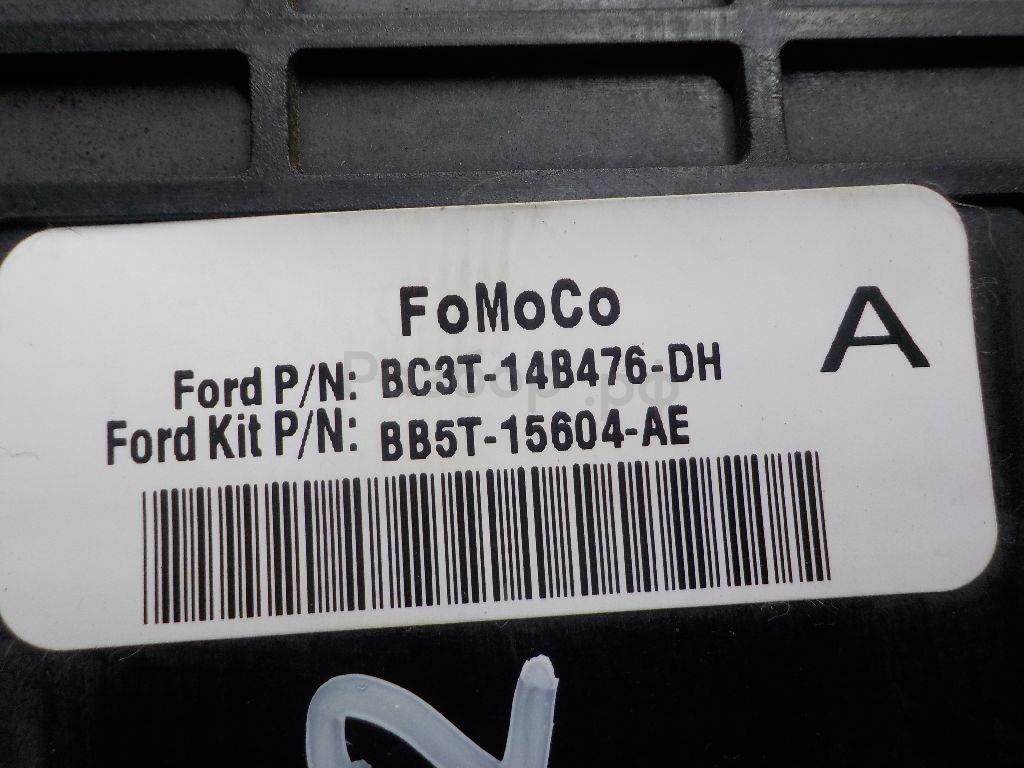 FoMoCo
A
Ford P/N: BC3T-14B476-DH
Ford Kit P/N: BB5T-15604-AE